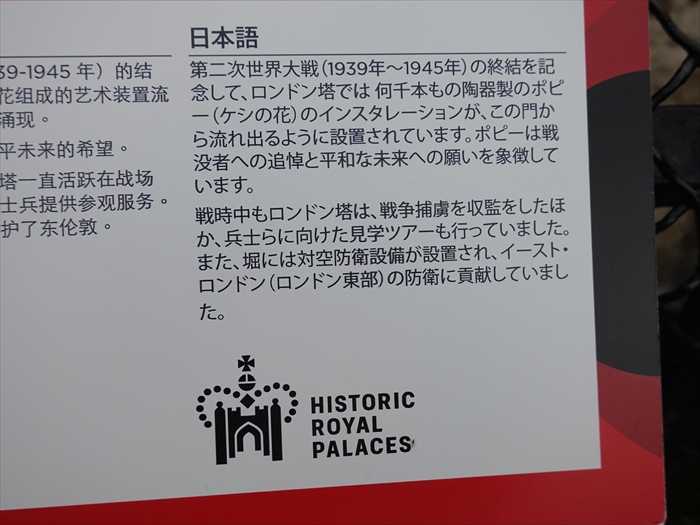 39-1945 年）的结
花组成的艺术装置流
涌现。
平未来的希望。
塔一直活跃在战场
士兵提供参观服务。
护了东伦敦。
日本語
第二次世界大戦（1939年～1945年）の終結を記
念して、ロンドン塔では 何千本もの陶器製のポピ
ー（ケシの花）のインスタレーションが、この門か
ら流れ出るように設置されています。ポピーは戦
没者への追悼と平和な未来への願いを象徴して
います。
戦時中もロンドン塔は、戦争捕虜を収監をしたほ
か、兵士らに向けた見学ツアーも行っていました。
また、堀には対空防衛設備が設置され、イースト・
ロンドン（ロンドン東部）の防衛に貢献していまし
た。
HISTORIC
ROYAL
PALACES